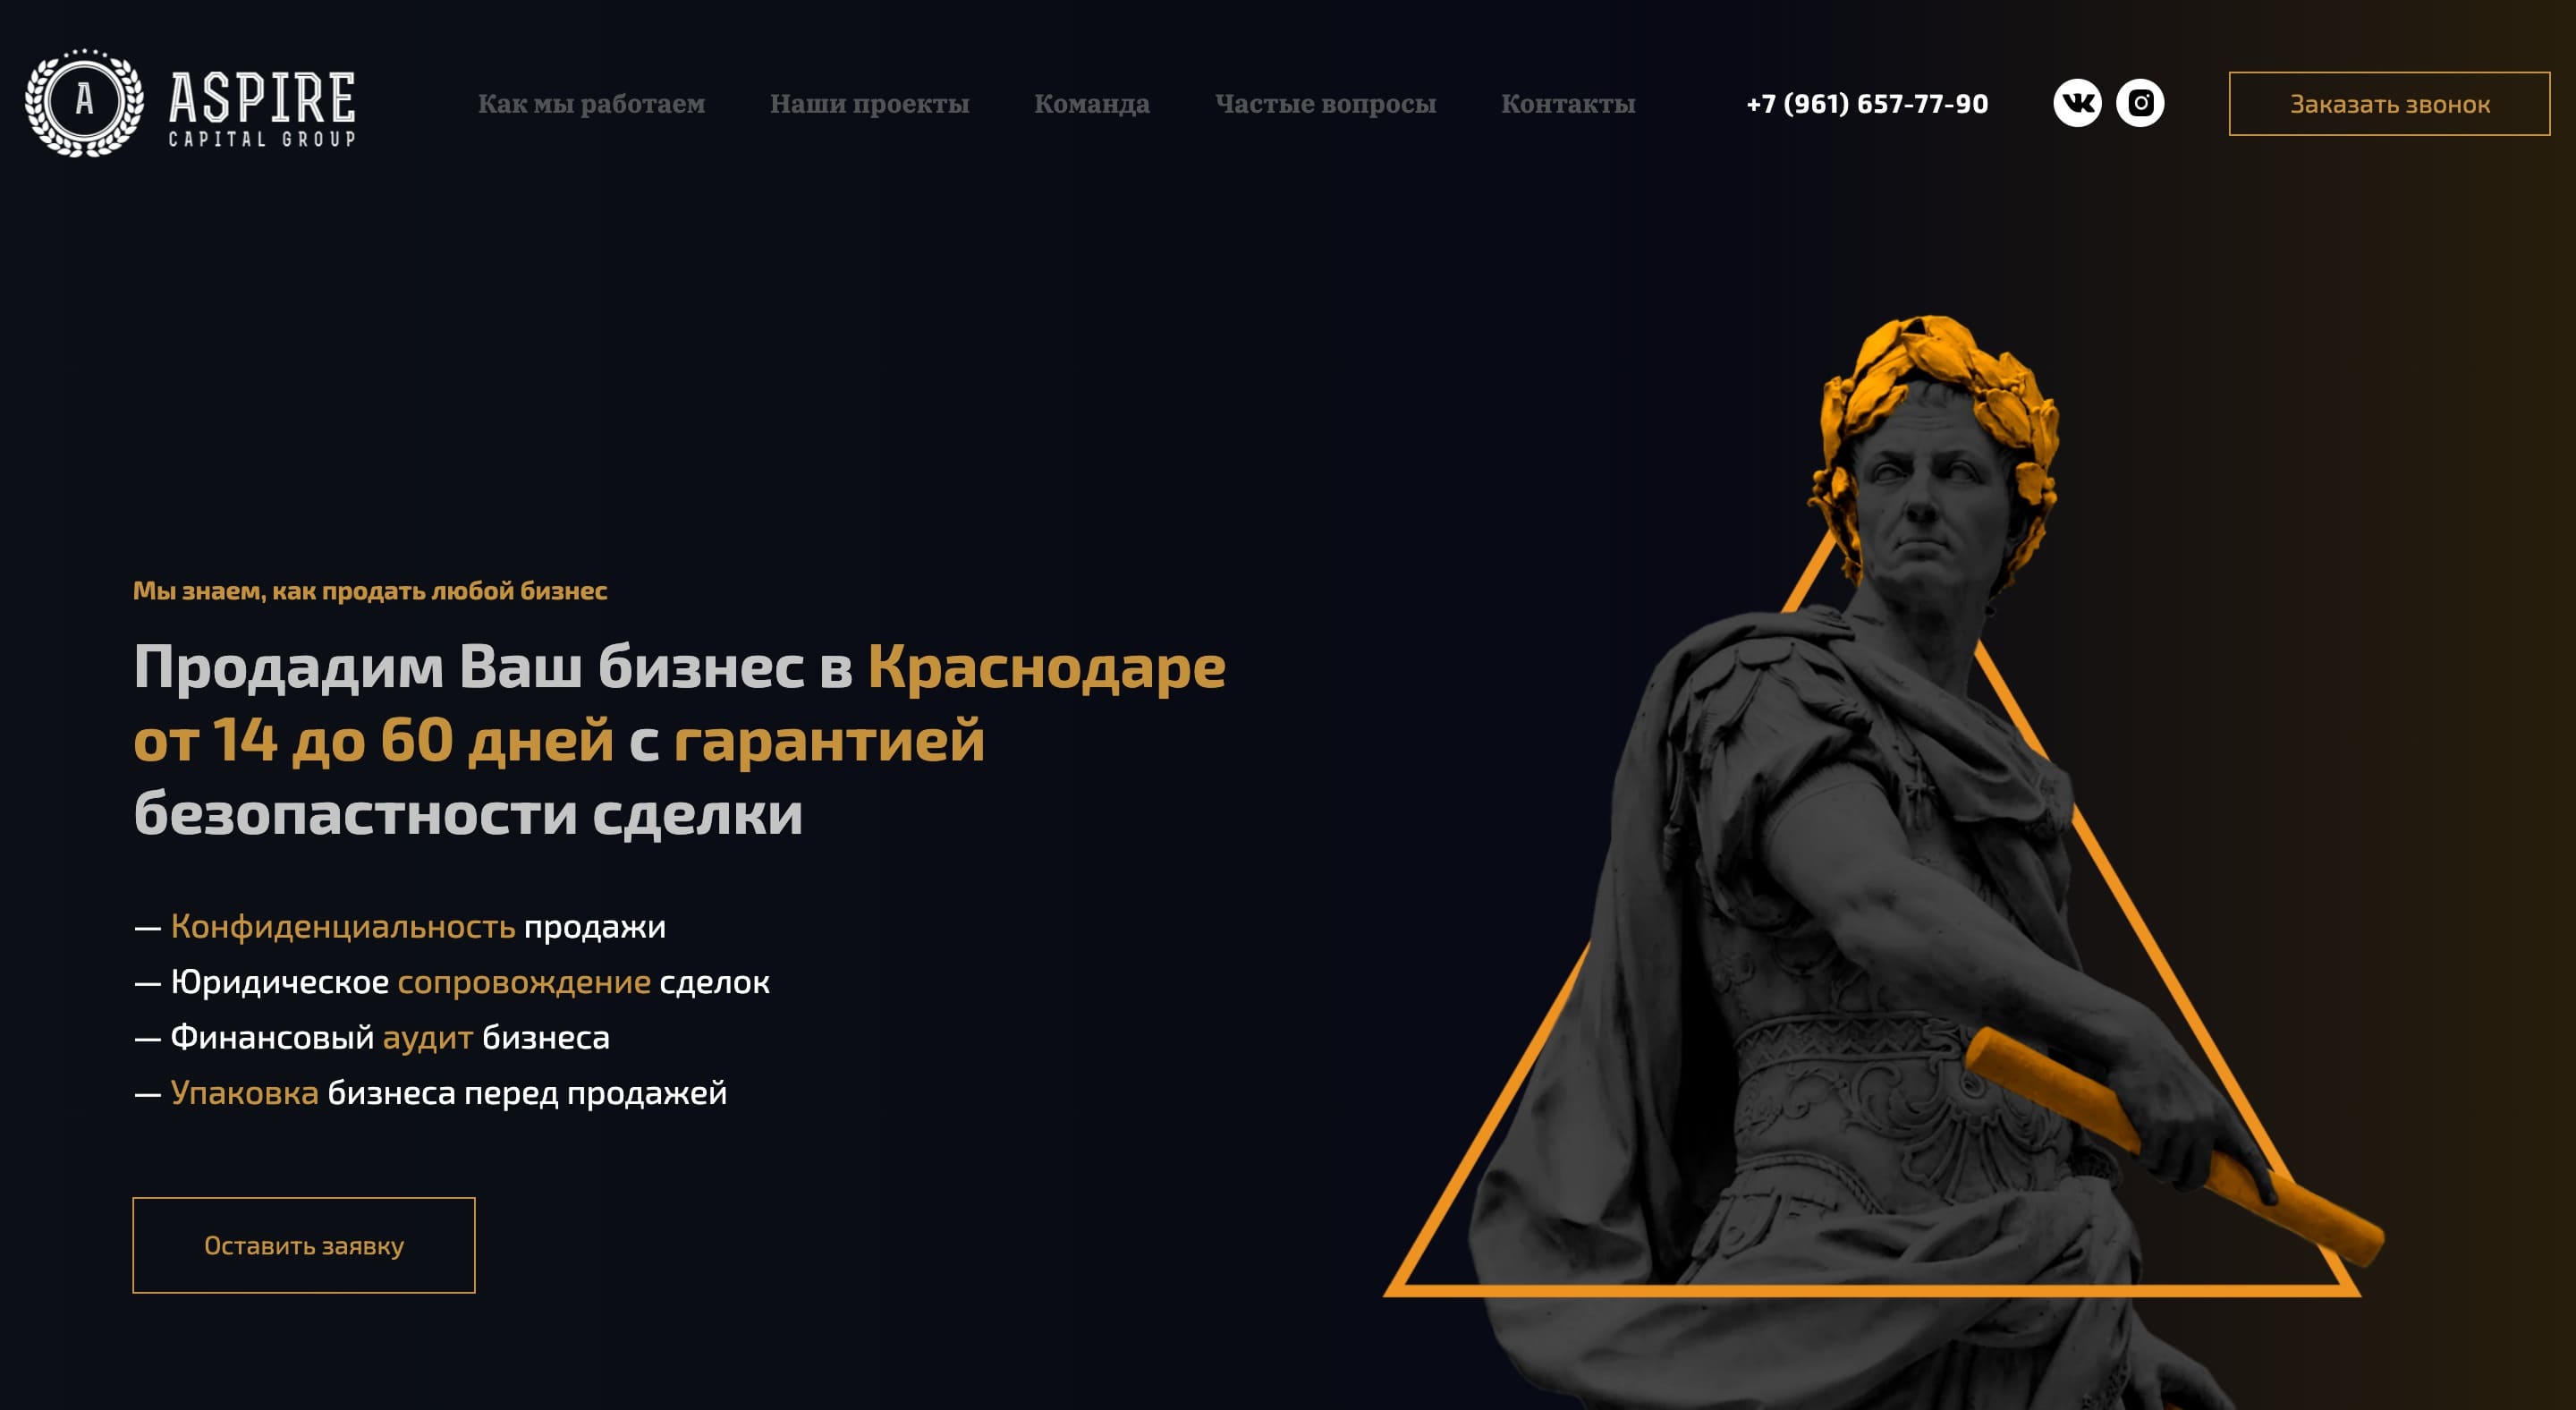 A
ASPIRE
CAPITAL GROUP
Как мы работаем
Наши проекты
Команда
Частые вопросы
Контакты
+7 (961) 657-77-90
Заказать звонок
Мы знаем, как продать любой бизнес
Продадим Ваш бизнес в Краснодаре
от 14 до 60 дней с гарантией
безопастности сделки
— Конфиденциальность продажи
— Юридическое сопровождение сделок
— Финансовый аудит бизнеса
— Упаковка бизнеса перед продажей
Оставить заявку